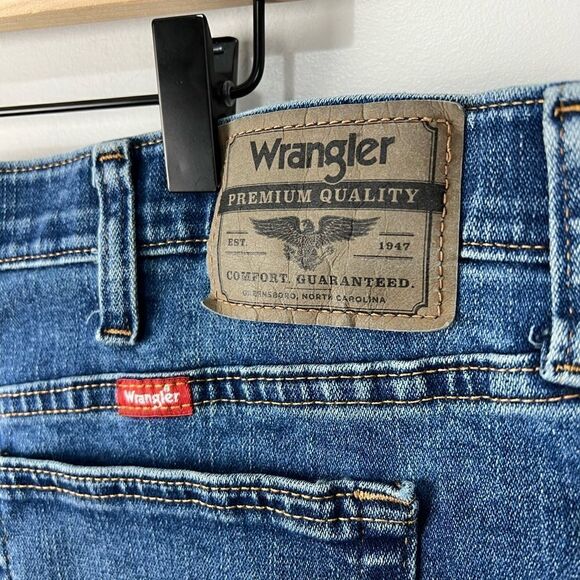 Wrangler
PREMIUM QUALITY
EST. 1947
COMFORT. GUARANTEED.
GREENSBORO, NORTH CAROLINA
Wrangler